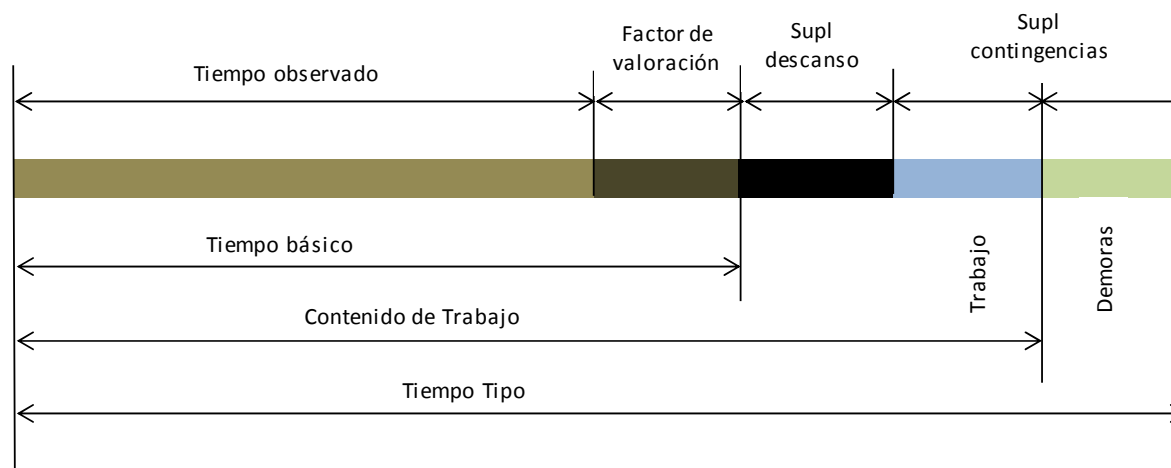 Tiempo observado
Factor de
valoración
Supl
descanso
Supl
contingencias
Tiempo básico
Trabajo
Demoras
Contenido de Trabajo
Tiempo Tipo